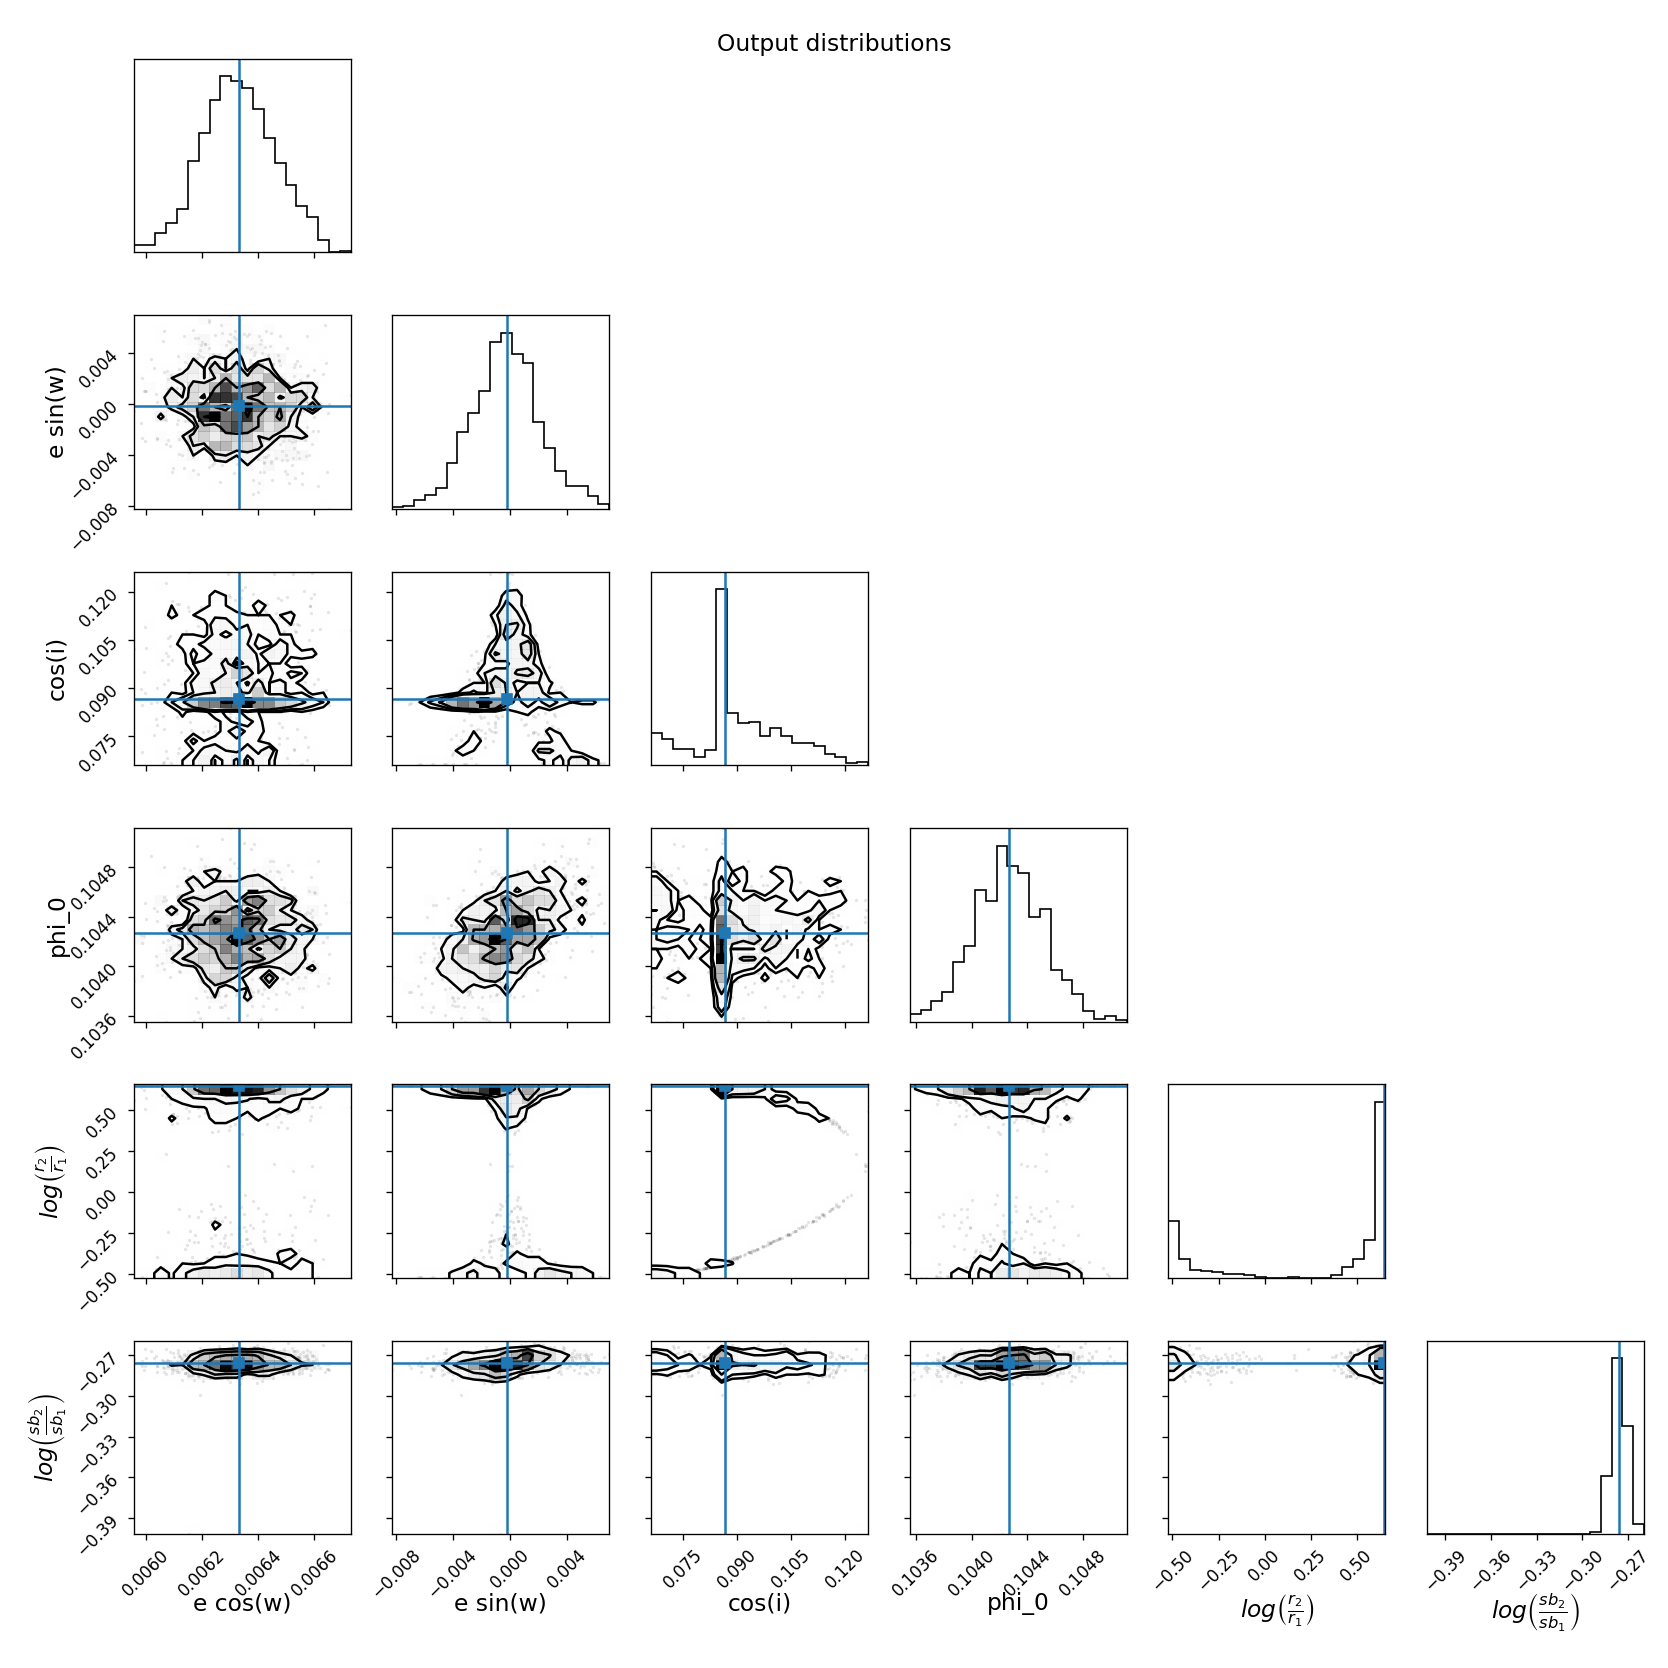 Output distributions
e sin(w)
0.004
0.000
−0.004
−0.008
cos(i)
0.120
0.105
0.090
0.075
phi_0
0.1048
0.1044
0.1040
0.1036
log(r2/r1)
0.50
0.25
0.00
−0.25
−0.50
log(sb2/sb1)
−0.27
−0.30
−0.33
−0.36
−0.39
0.0060 0.0062 0.0064 0.0066
−0.008 −0.004 0.000 0.004
0.075 0.090 0.105 0.120
0.1036 0.1040 0.1044 0.1048
−0.50 −0.25 0.00 0.25 0.50
−0.39 −0.36 −0.33 −0.30 −0.27
e cos(w)
e sin(w)
cos(i)
phi_0
log(r2/r1)
log(sb2/sb1)